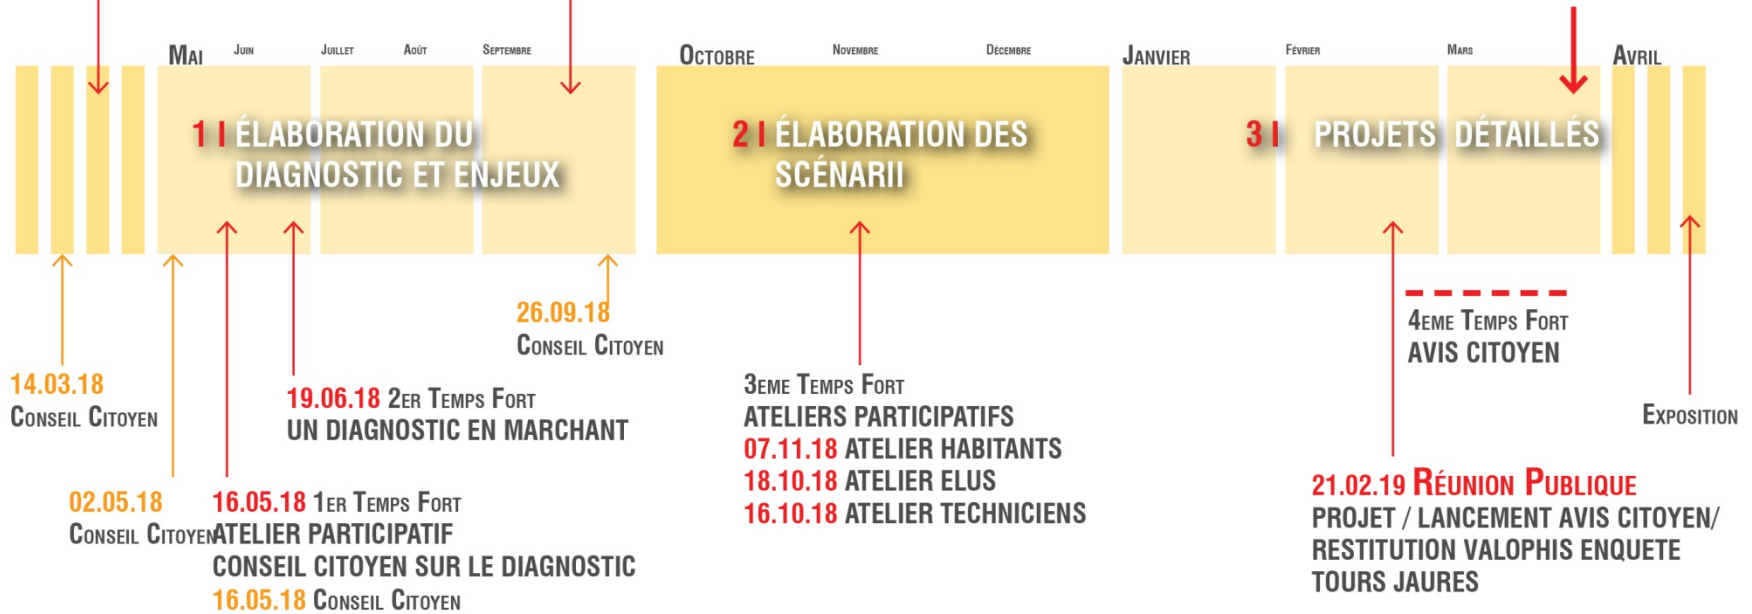 Mai Juin Juillet Août Septembre Octobre Novembre Décembre Janvier Février Mars Avril
1 I ÉLABORATION DU
DIAGNOSTIC ET ENJEUX
2 I ÉLABORATION DES
SCÉNARII
3 I PROJETS DÉTAILLÉS
14.03.18
Conseil Citoyen
02.05.18
Conseil Citoyen
16.05.18 1er Temps Fort
ATELIER PARTICIPATIF
CONSEIL CITOYEN SUR LE DIAGNOSTIC
16.05.18 Conseil Citoyen
19.06.18 2er Temps Fort
UN DIAGNOSTIC EN MARCHANT
26.09.18
Conseil Citoyen
3eme Temps Fort
ATELIERS PARTICIPATIFS
07.11.18 ATELIER HABITANTS
18.10.18 ATELIER ELUS
16.10.18 ATELIER TECHNICIENS
4eme Temps Fort
AVIS CITOYEN
21.02.19 Réunion Publique
PROJET / LANCEMENT AVIS CITOYEN/
RESTITUTION VALOPHIS ENQUETE
TOURS JAURES
Exposition